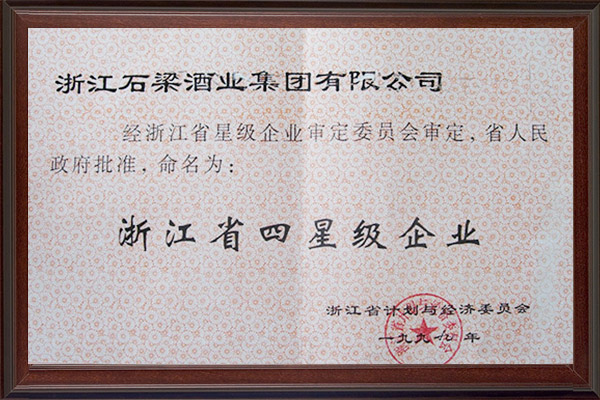 浙江石梁酒业集团有限公司
经浙江省星级企业审定委员会审定，省人民
政府批准，命名为：
浙江省四星级企业
浙江省计划与经济委员会
一九九九年